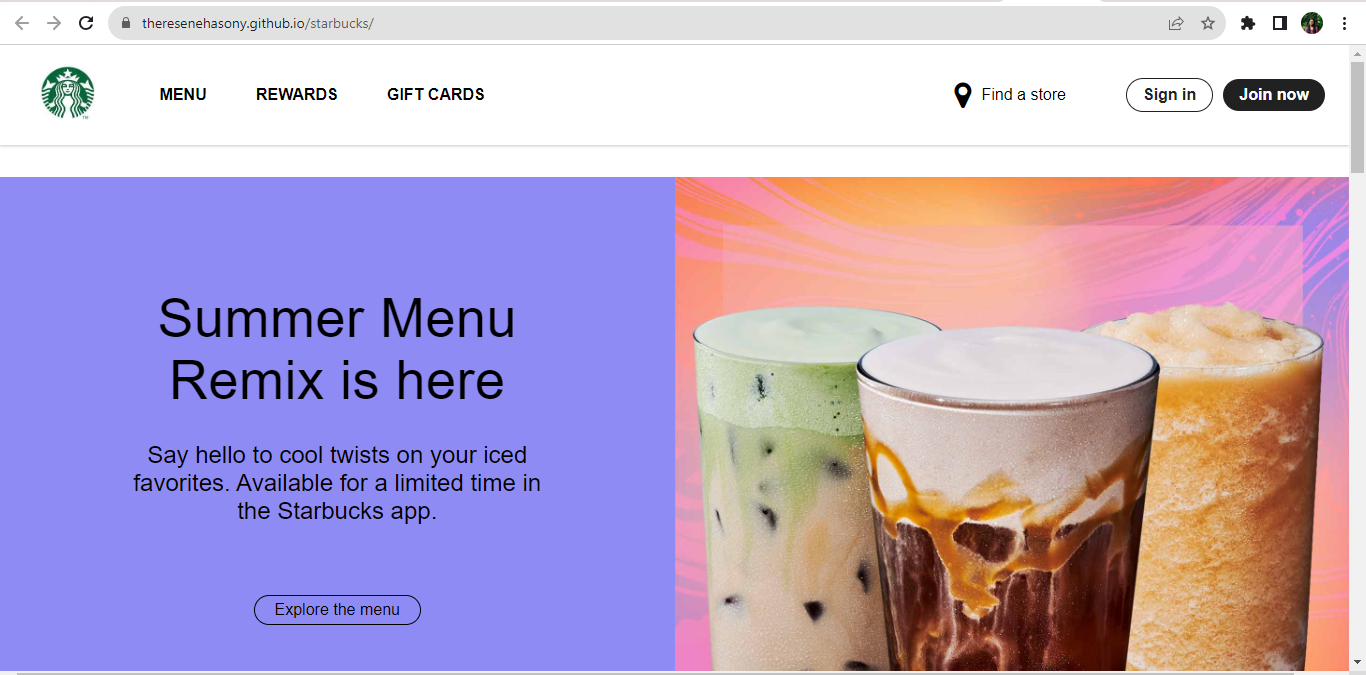 theresenehasony.github.io/starbucks/
MENU REWARDS GIFT CARDS Find a store Sign in Join now
TM
Summer Menu
Remix is here
Say hello to cool twists on your iced
favorites. Available for a limited time in
the Starbucks app.
Explore the menu